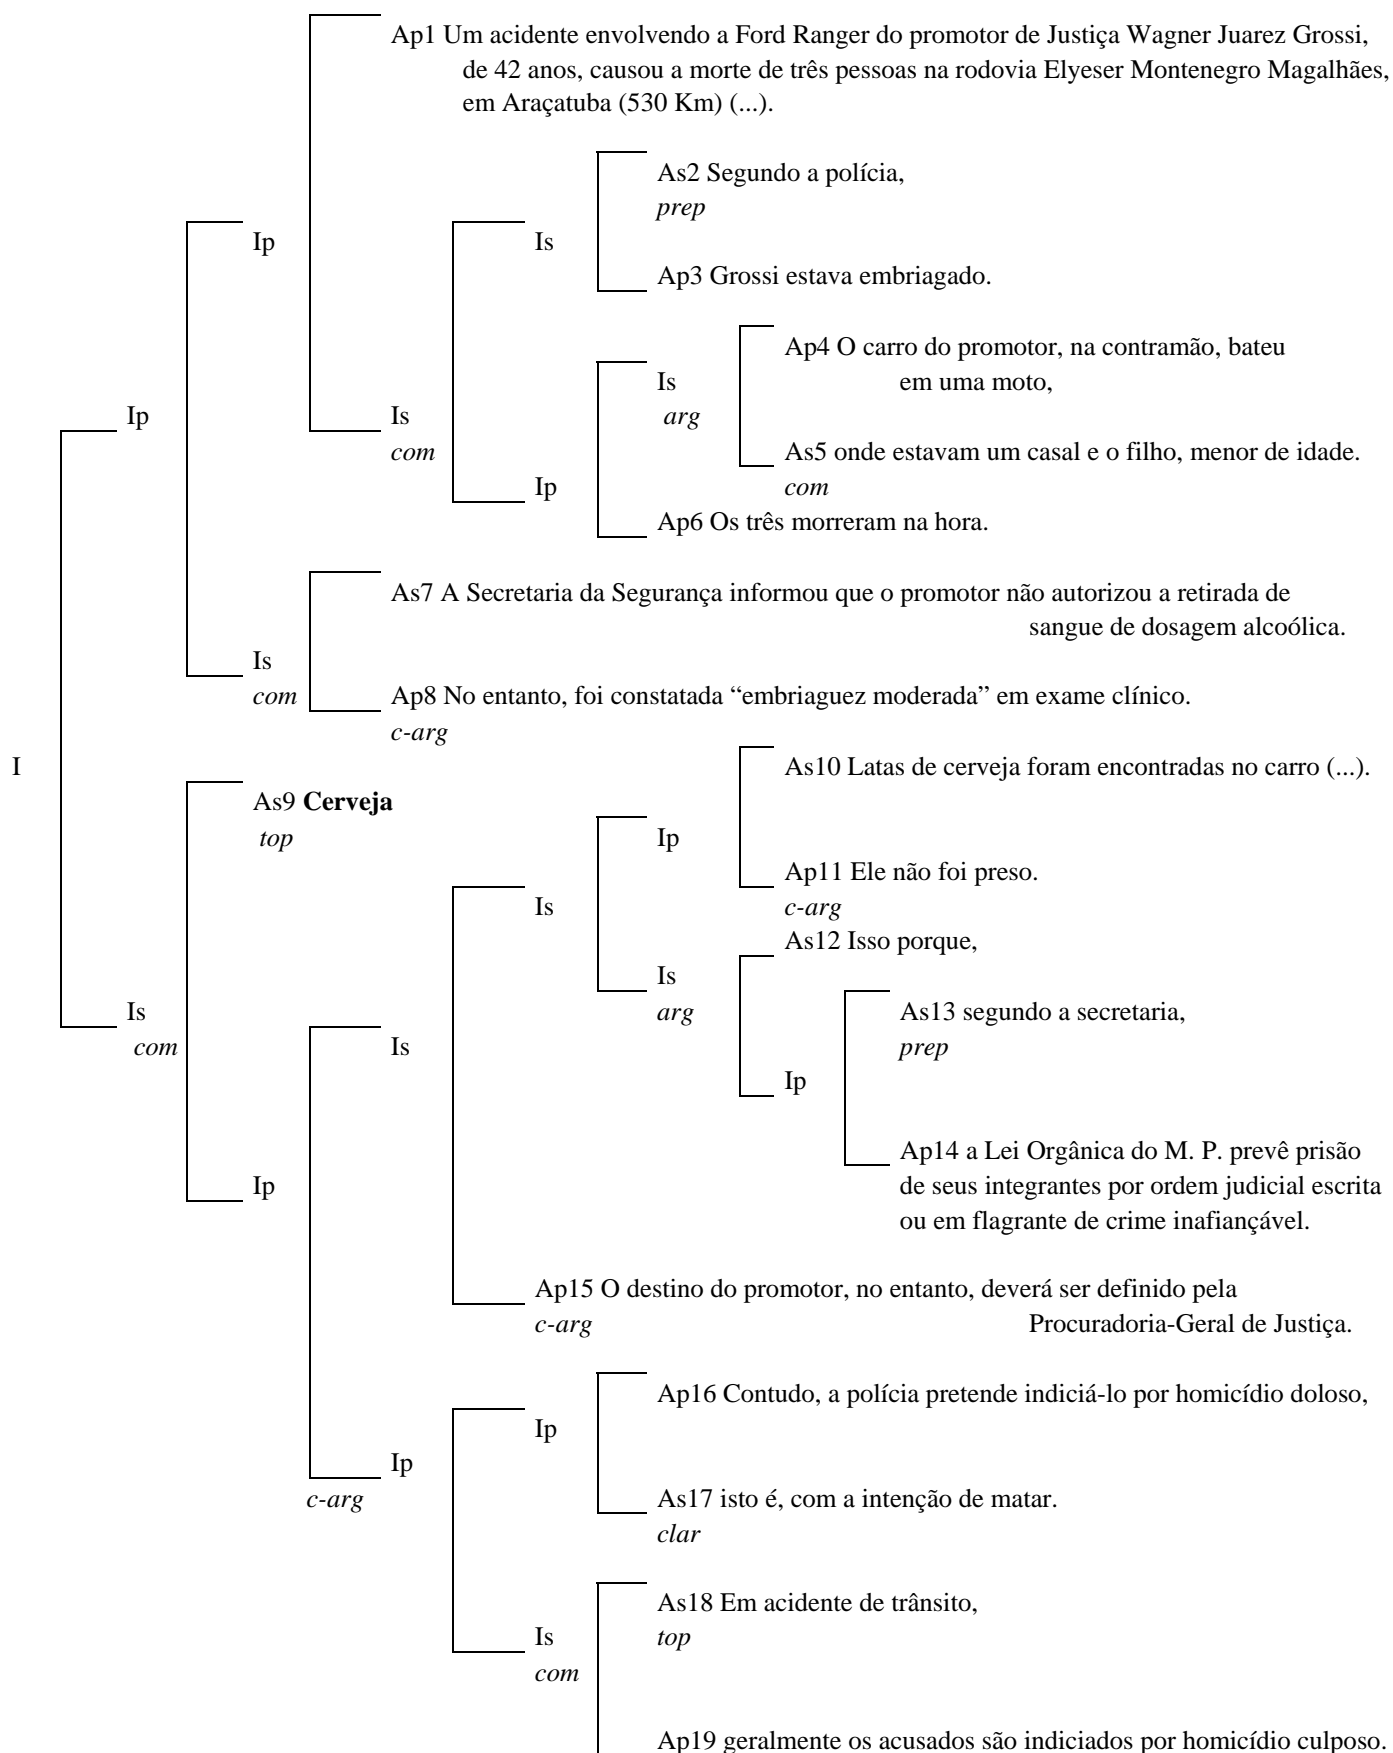 Ap1 Um acidente envolvendo a Ford Ranger do promotor de Justiça Wagner Juarez Grossi,
de 42 anos, causou a morte de três pessoas na rodovia Elyeser Montenegro Magalhães,
em Araçatuba (530 Km) (...).
As2 Segundo a polícia,
prep
Ip
Is
Ap3 Grossi estava embriagado.
Ap4 O carro do promotor, na contramão, bateu
em uma moto,
Is
arg
Ip
Is
com
As5 onde estavam um casal e o filho, menor de idade.
com
Ip
Ap6 Os três morreram na hora.
As7 A Secretaria da Segurança informou que o promotor não autorizou a retirada de
sangue de dosagem alcoólica.
Is
com
Ap8 No entanto, foi constatada “embriaguez moderada” em exame clínico.
c-arg
I
As10 Latas de cerveja foram encontradas no carro (...).
As9 Cerveja
top
Ip
Ap11 Ele não foi preso.
c-arg
Is
As12 Isso porque,
Is
arg
Is
com
As13 segundo a secretaria,
prep
Is
Ip
Ap14 a Lei Orgânica do M. P. prevê prisão
de seus integrantes por ordem judicial escrita
ou em flagrante de crime inafiançável.
Ip
Ap15 O destino do promotor, no entanto, deverá ser definido pela
c-arg
Procuradoria-Geral de Justiça.
Ap16 Contudo, a polícia pretende indiciá-lo por homicídio doloso,
Ip
Ip
c-arg
As17 isto é, com a intenção de matar.
clar
As18 Em acidente de trânsito,
top
Is
com
Ap19 geralmente os acusados são indiciados por homicídio culposo.